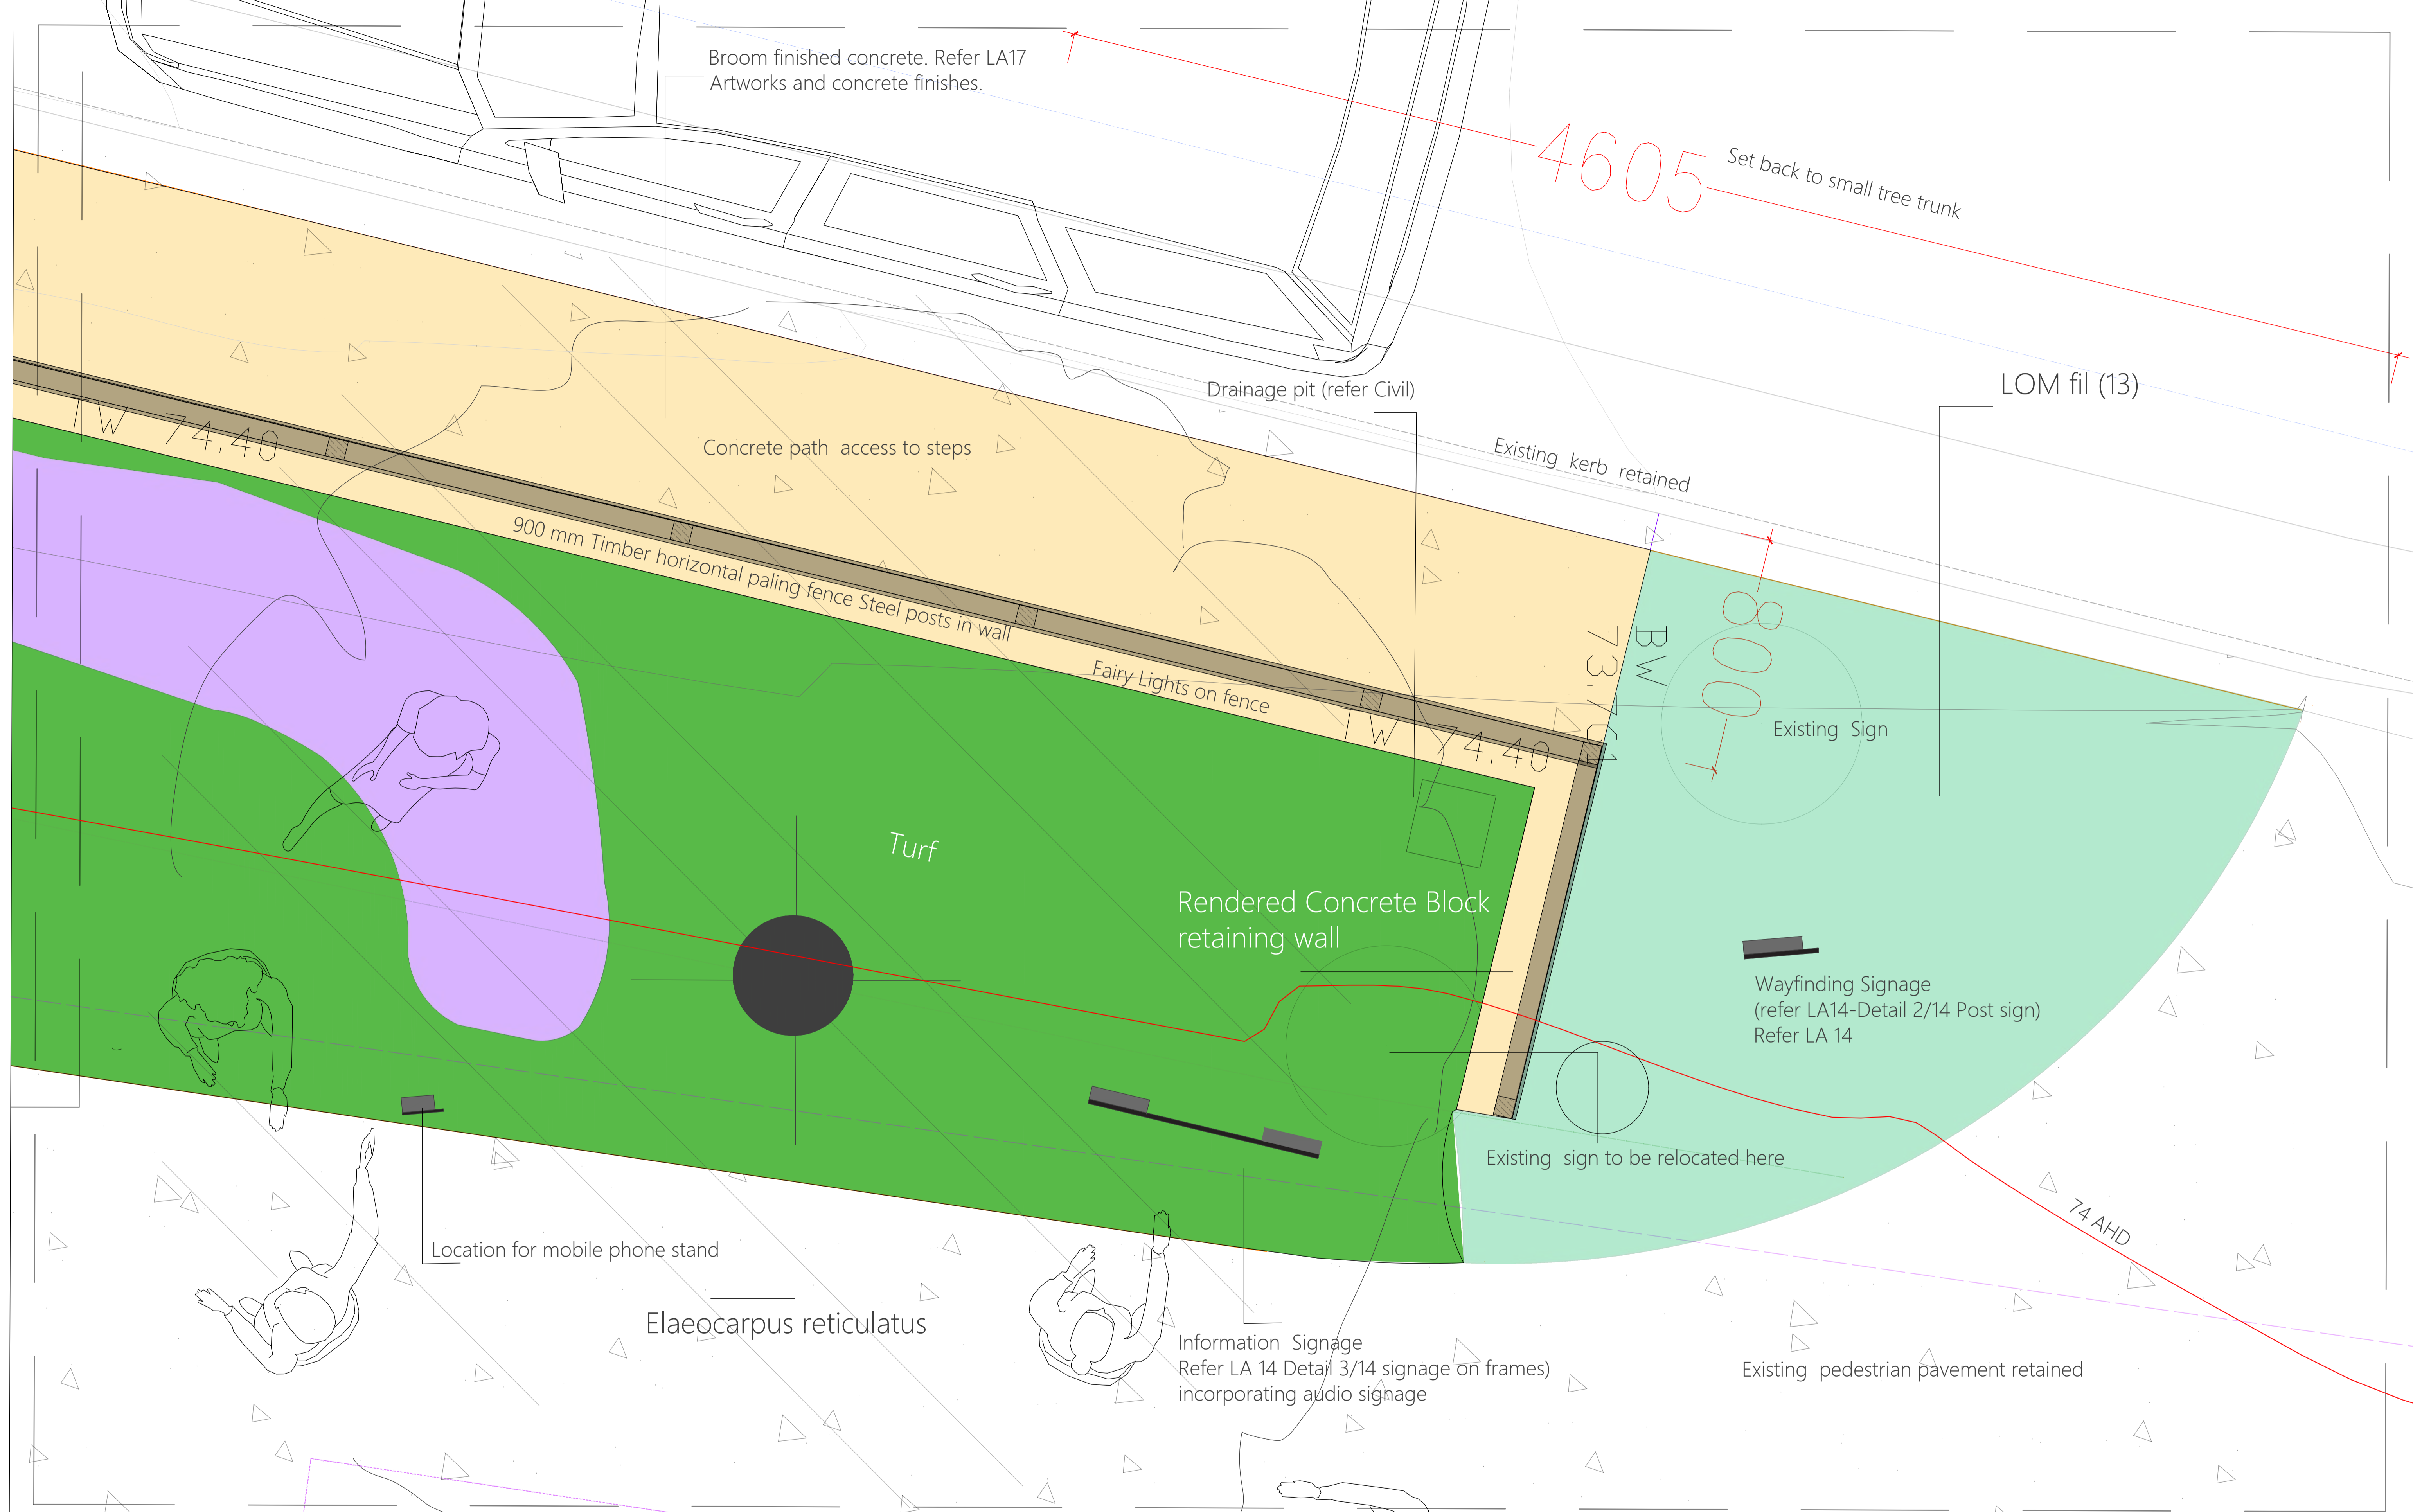 Broom finished concrete. Refer LA17
Artworks and concrete finishes.
4605
Set back to small tree trunk
LOM fil (13)
Drainage pit (refer Civil)
Existing kerb retained
TW 74.40
Concrete path access to steps
900 mm Timber horizontal paling fence Steel posts in wall
Fairy Lights on fence
TW 74.40
BW
73.761
800
Existing Sign
Turf
Rendered Concrete Block
retaining wall
Wayfinding Signage
(refer LA14-Detail 2/14 Post sign)
Refer LA 14
Existing sign to be relocated here
74 AHD
Location for mobile phone stand
Elaeocarpus reticulatus
Information Signage
Refer LA 14 Detail 3/14 signage on frames)
incorporating audio signage
Existing pedestrian pavement retained